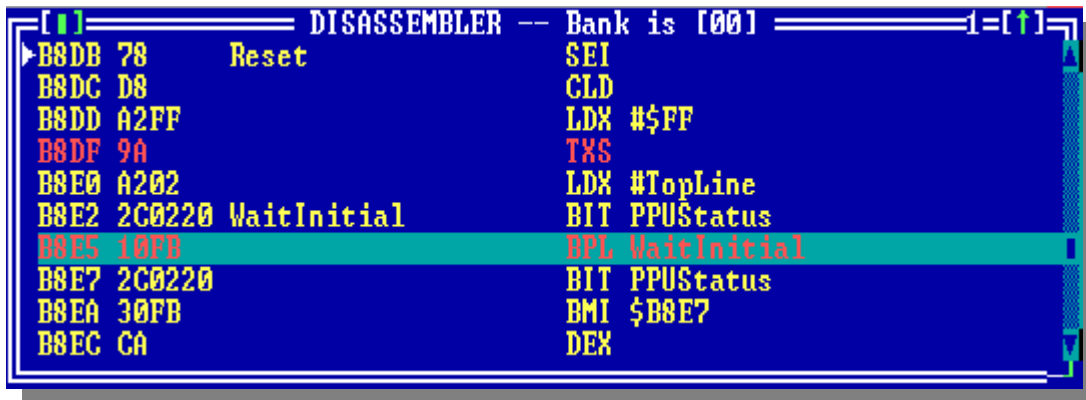 [▮] DISASSEMBLER -- Bank is [00] 1=[↑]
►B8DB 78 Reset SEI
B8DC D8 CLD
B8DD A2FF LDX #$FF
B8DF 9A TXS
B8E0 A202 LDX #TopLine
B8E2 2C0220 WaitInitial BIT PPUStatus
B8E5 10FB BPL WaitInitial
B8E7 2C0220 BIT PPUStatus
B8EA 30FB BMI $B8E7
B8EC CA DEX